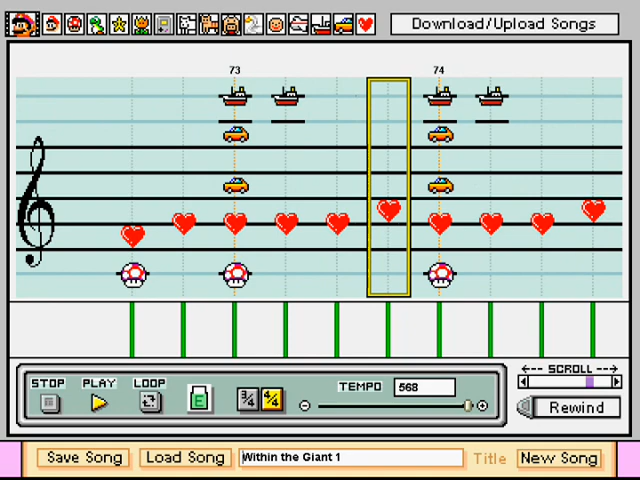 Download/Upload Songs
73 74
STOP PLAY LOOP
E
3/4 4/4
TEMPO 568
<-- SCROLL -->
Rewind
Save Song Load Song Within the Giant 1 Title New Song